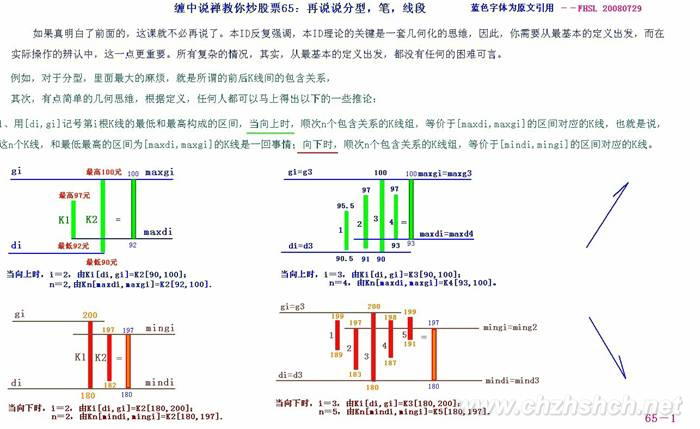 缠中说禅教你炒股票65：再说说分型，笔，线段
蓝色字体为原文引用 --FHSL 20080729
如果真明白了前面的，这课就不必再说了。本ID反复强调，本ID理论的关键是一套几何化的思维，因此，你需要从最基本的定义出发，而在
实际操作的辨认中，这一点更重要。所有复杂的情况，其实，从最基本的定义出发，都没有任何的困难可言。
例如，对于分型，里面最大的麻烦，就是所谓的前后K线间的包含关系，
其次，有点简单的几何思维，根据定义，任何人都可以马上得出以下的一些推论：
1、用[di,gi]记号第i根K线的最低和最高构成的区间，当向上时，顺次n个包含关系的K线组，等价于[maxdi,maxgi]的区间对应的K线，也就是说，
这n个K线，和最低最高的区间为[maxdi,maxgi]的K线是一回事情；向下时，顺次n个包含关系的K线组，等价于[mindi,mingi]的区间对应的K线。
gi 最高100元 100 maxgi
最高97元
K1 K2 =
maxdi
di 最低92元 92
最低90元
当向上时，i＝2，由Ki[di,gi]=K2[90,100];
n＝2,由Kn[maxdi,maxgi]=K2[92,100].
gi=g3 100 100 maxgi=maxg3
97 97
95.5
1 2 3 4 =
maxdi=maxd4
di=d3 93 93
90.5 91 90
当向上时，i＝3，由Ki[di,gi]=K3[90,100];
n＝4，由Kn[maxdi,maxgi]=K4[93,100]。
gi 200
197 197 mingi
K1 K2 =
182
di mindi
180 180
当向下时，i＝2，由Ki[di,gi]=K2[180,200];
n＝2，由Kn[mindi,mingi]=K2[180,197].
gi=g3 200
199 197 198 199 197 mingi=ming2
1 2 3 4 5 =
189 183 187 191
di=d3 mindi=mind3
180 180
当向下时，i＝3，由Ki[di,gi]=K3[180,200];
n＝5，由Kn[mindi,mingi]=K5[180,197].
www.chzhshch.net
65－1